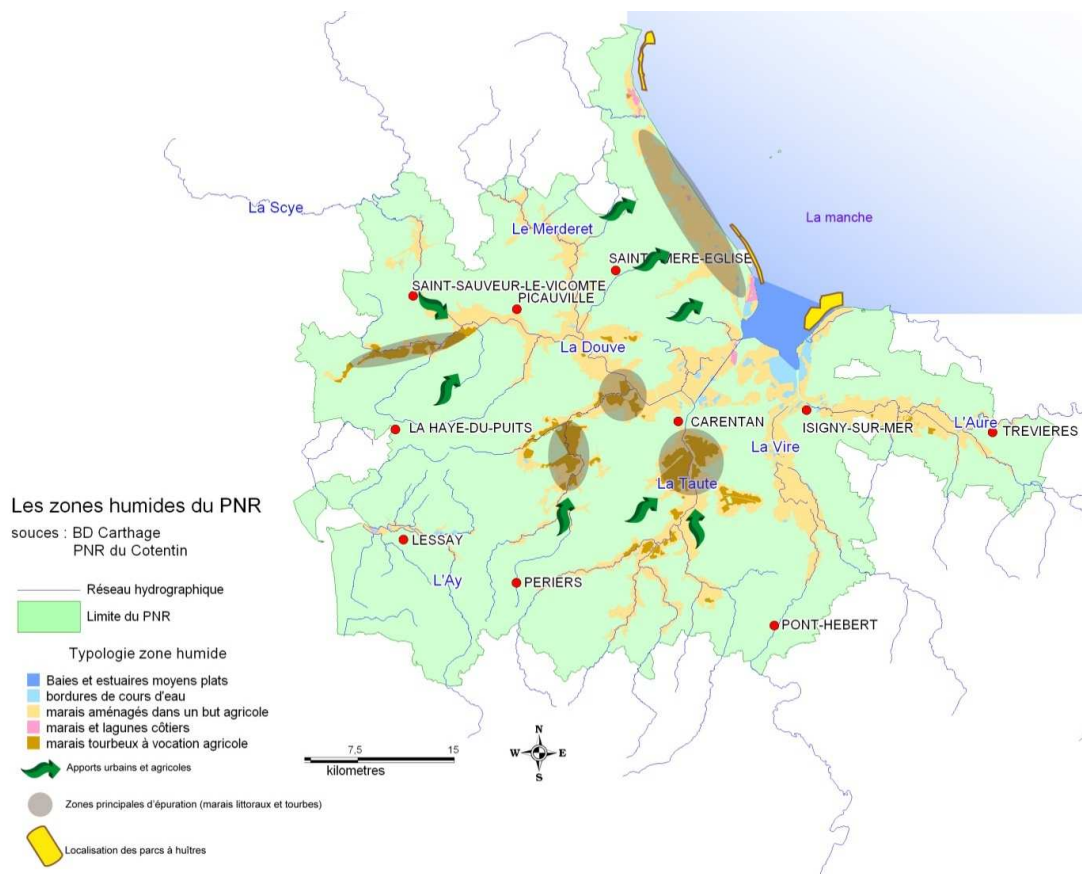 La Scye
Le Merderet
La manche
SAINT MERE-EGLISE
SAINT-SAUVEUR-LE-VICOMTE
PICAUVILLE
La Douve
LA HAYE-DU-PUITS
CARENTAN
ISIGNY-SUR-MER
L'Aure
TREVIERES
La Vire
La Taute
LESSAY
L'Ay
PERIERS
PONT-HEBERT
Les zones humides du PNR
souces : BD Carthage
PNR du Cotentin
Réseau hydrographique
Limite du PNR
Typologie zone humide
Baies et estuaires moyens plats
bordures de cours d'eau
marais aménagés dans un but agricole
marais et lagunes côtiers
marais tourbeux à vocation agricole
Apports urbains et agricoles
Zones principales d'épuration (marais littoraux et tourbes)
Localisation des parcs à huîtres
7,5 15
kilometres
N
W E
S